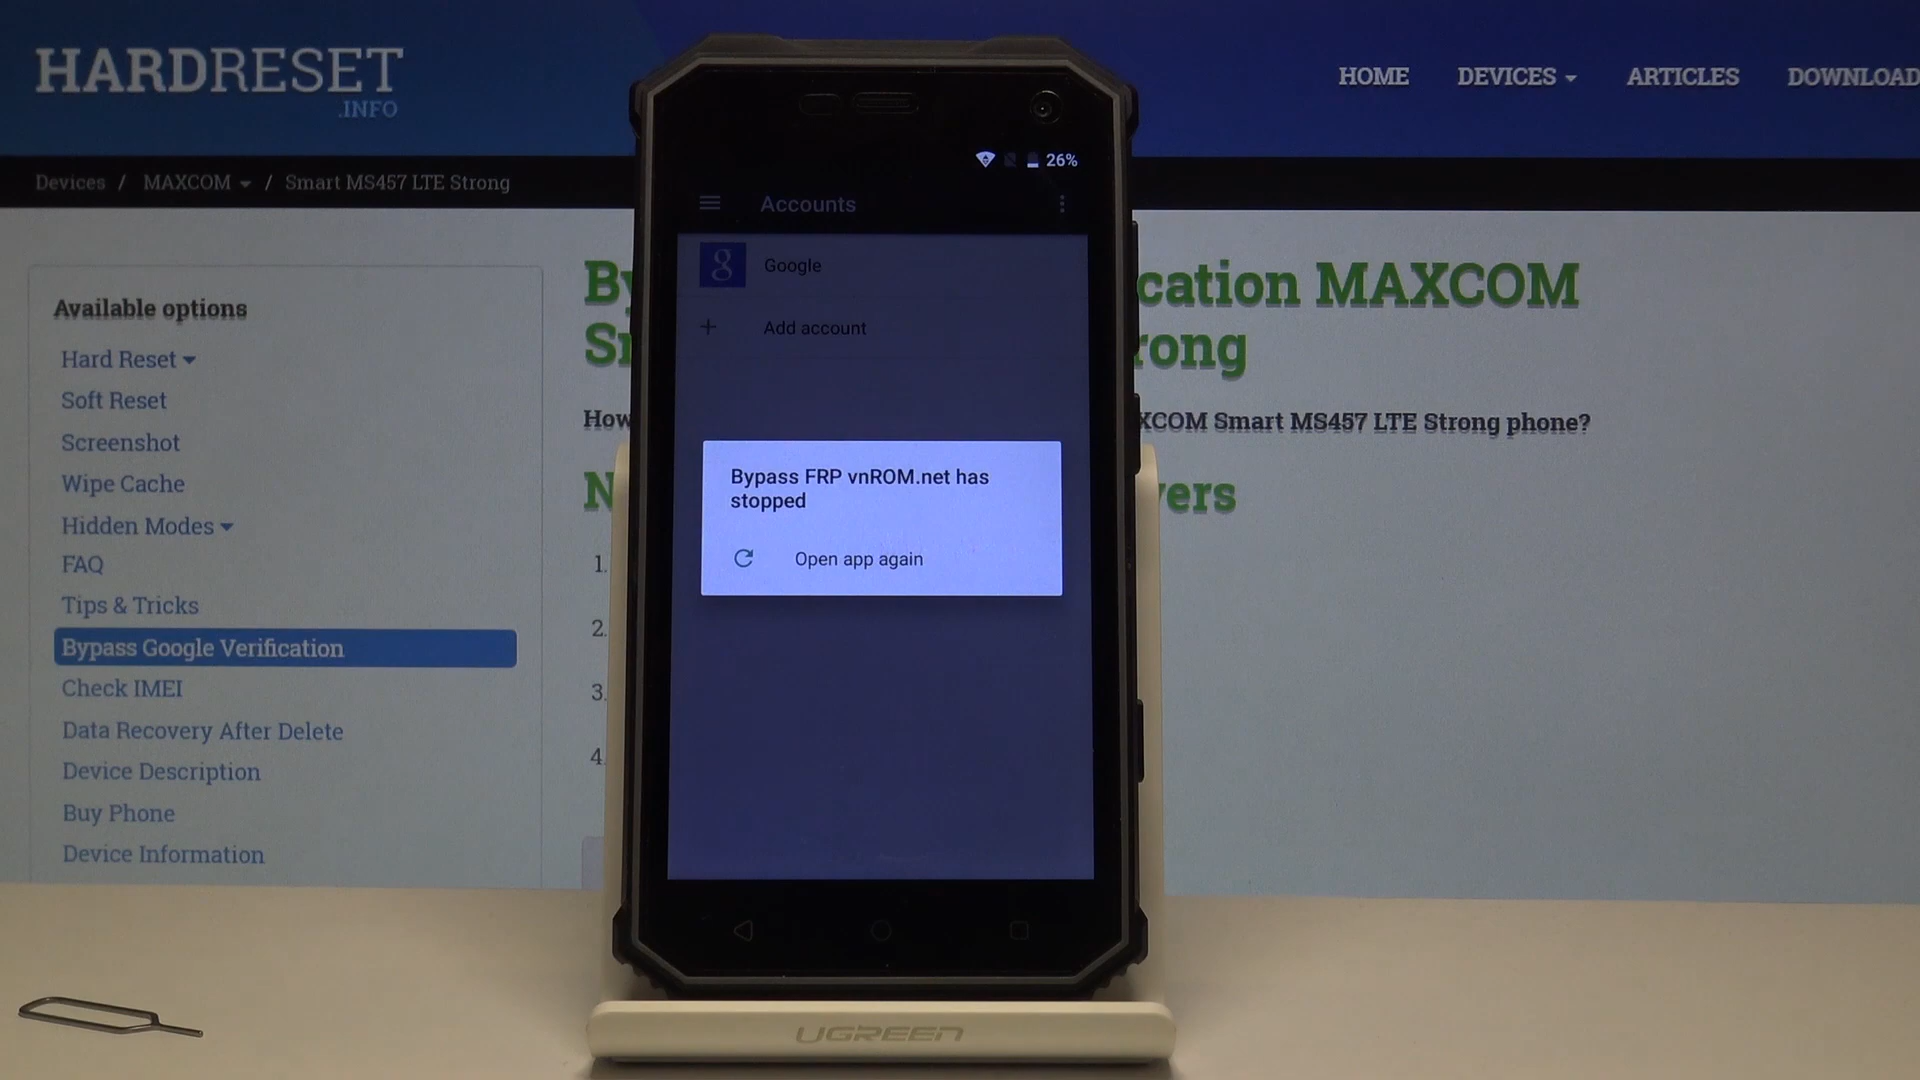 HARDRESET
.INFO
HOME DEVICES ARTICLES DOWNLOAD
Devices / MAXCOM / Smart MS457 LTE Strong
Available options
Hard Reset
Soft Reset
Screenshot
Wipe Cache
Hidden Modes
FAQ
Tips & Tricks
Bypass Google Verification
Check IMEI
Data Recovery After Delete
Device Description
Buy Phone
Device Information
cation MAXCOM
rong
How
XCOM Smart MS457 LTE Strong phone?
N
vers
1.
2.
3.
4.
26%
Accounts
g Google
+ Add account
Bypass FRP vnROM.net has
stopped
Open app again
UGREEN